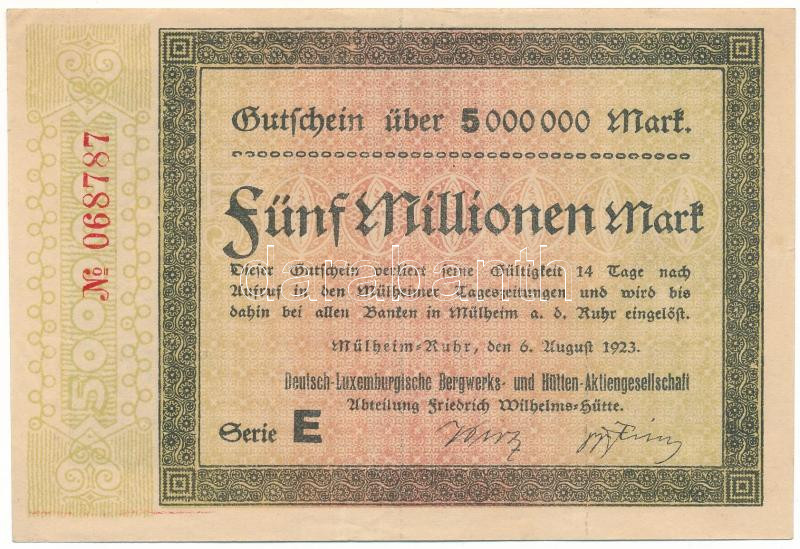 № 068787
Gutschein über 5000000 Mark.
Fünf Millionen Mark
Dieser Gutschein verliert seine Gültigkeit 14 Tage nach
Aufruf in den Mülheimer Tageszeitungen und wird bis
dahin bei allen Banken in Mülheim a. d. Ruhr eingelöst.
Mülheim-Ruhr, den 6. August 1923.
Deutsch-Luxemburgische Bergwerks- und Hütten-Aktiengesellschaft
Abteilung Friedrich Wilhelms-Hütte.
Serie E